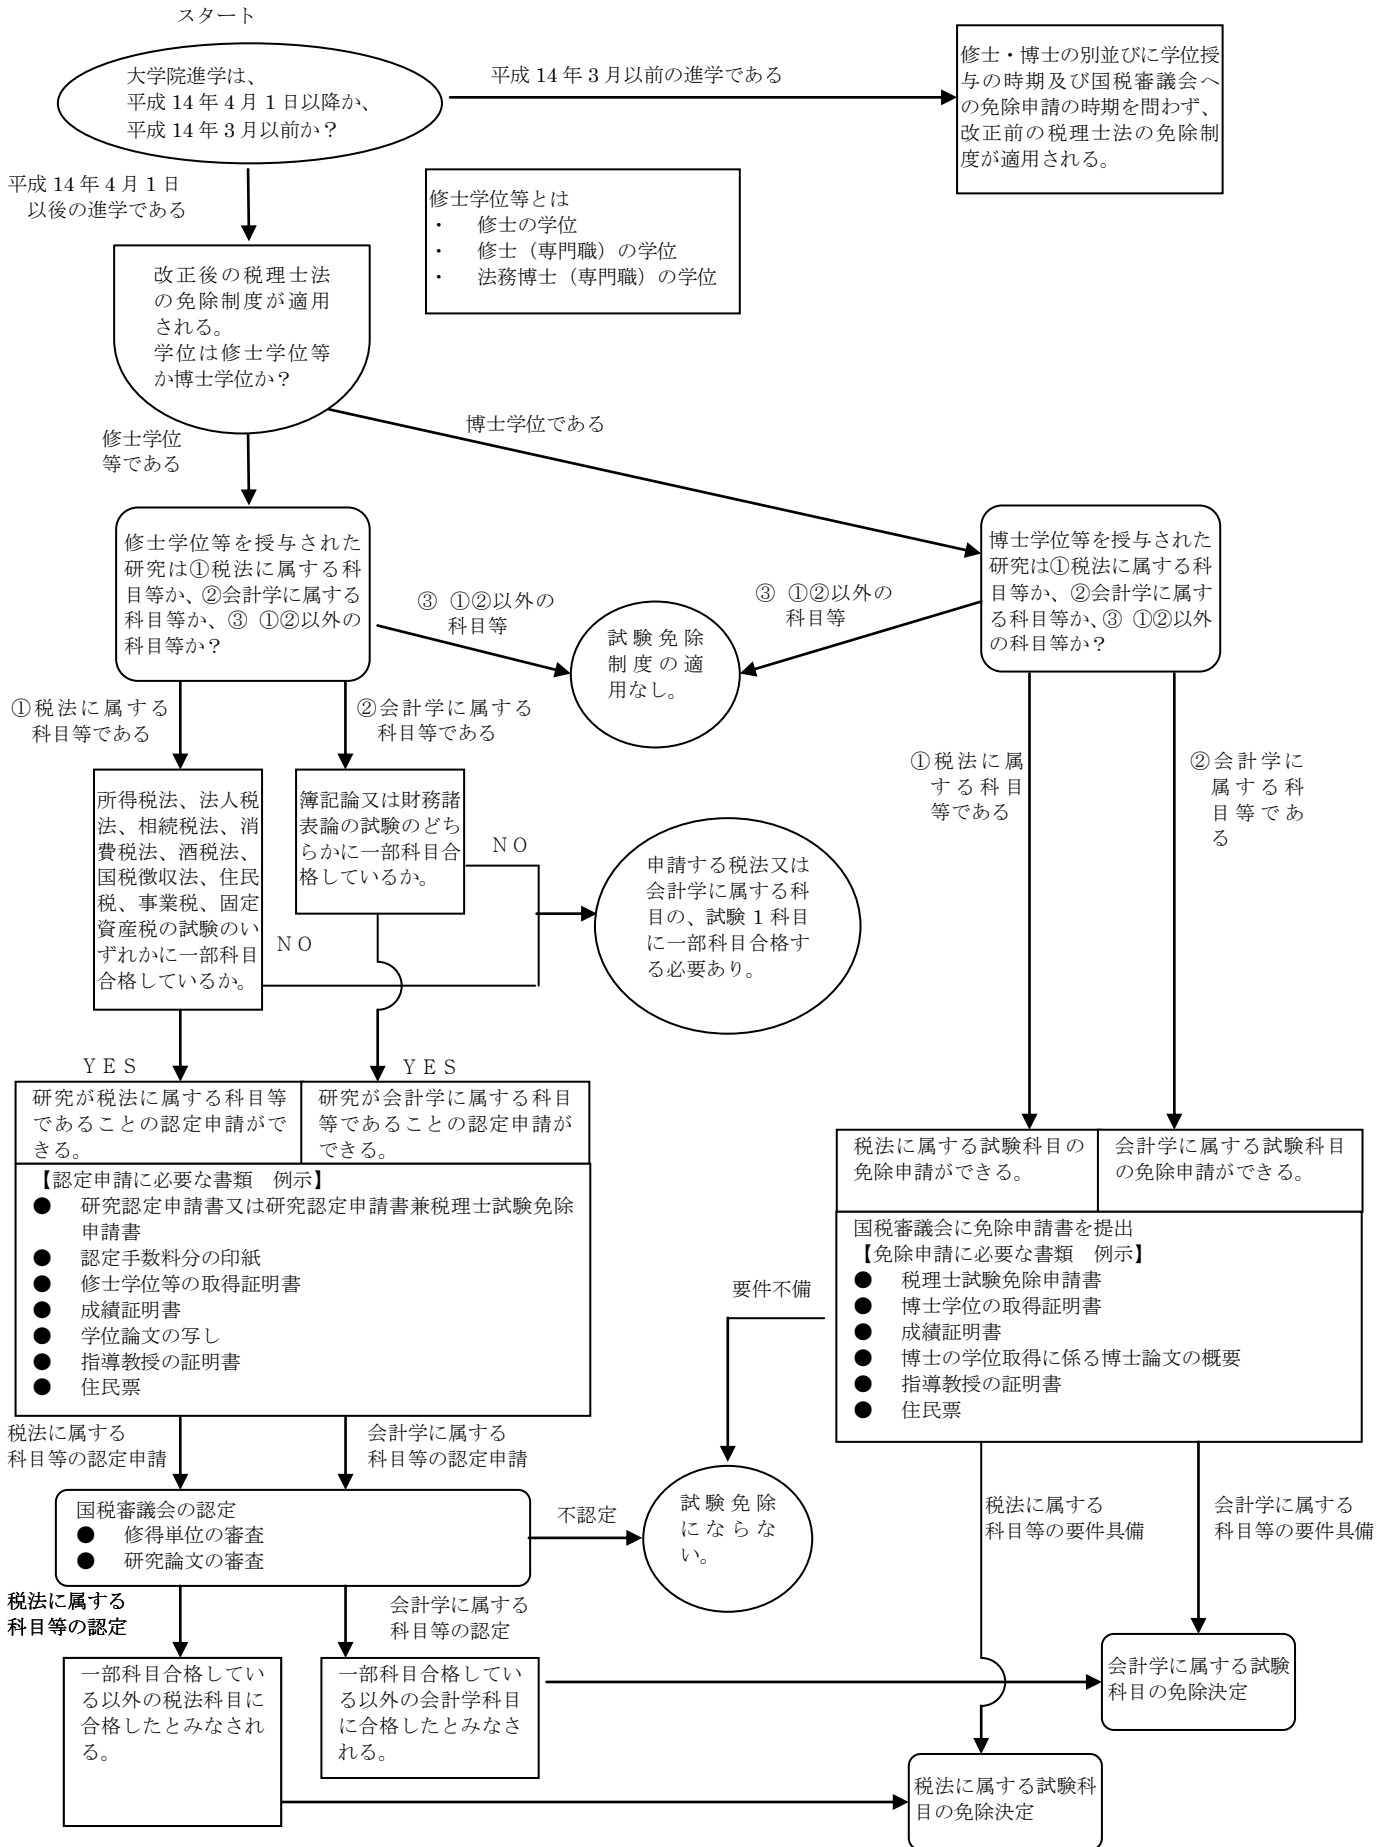 スタート
大学院進学は、
平成 14 年 4 月 1 日以降か、
平成 14 年 3 月以前か?
平成 14 年 3 月以前の進学である
修士・博士の別並びに学位授
与の時期及び国税審議会へ
の免除申請の時期を問わず、
改正前の税理士法の免除制
度が適用される。
平成 14 年 4 月 1 日
以後の進学である
修士学位等とは
・ 修士の学位
・ 修士(専門職)の学位
・ 法務博士(専門職)の学位
改正後の税理士法
の免除制度が適用
される。
学位は修士学位等
か博士学位か?
修士学位
等である
博士学位である
修士学位等を授与された
研究は①税法に属する科
目等か、②会計学に属する
科目等か、③ ①②以外の
科目等か?
③ ①②以外の
科目等
試験免除
制度の適
用なし。
③ ①②以外の
科目等
博士学位等を授与された
研究は①税法に属する科
目等か、②会計学に属す
る科目等か、③ ①②以外
の科目等か?
①税法に属する
科目等である
②会計学に属する
科目等である
①税法に属
する科目
等である
②会計学に
属する科
目等であ
る
所得税法、法人税
法、相続税法、消
費税法、酒税法、
国税徴収法、住民
税、事業税、固定
資産税の試験のい
ずれかに一部科目
合格しているか。
簿記論又は財務諸
表論の試験のどち
らかに一部科目合
格しているか。
NO
NO
申請する税法又は
会計学に属する科
目の、試験 1 科目
に一部科目合格す
る必要あり。
YES
YES
研究が税法に属する科目等
であることの認定申請がで
きる。
研究が会計学に属する科目
等であることの認定申請が
できる。
【認定申請に必要な書類 例示】
● 研究認定申請書又は研究認定申請書兼税理士試験免除
申請書
● 認定手数料分の印紙
● 修士学位等の取得証明書
● 成績証明書
● 学位論文の写し
● 指導教授の証明書
● 住民票
税法に属する試験科目の
免除申請ができる。
会計学に属する試験科目
の免除申請ができる。
国税審議会に免除申請書を提出
【免除申請に必要な書類 例示】
● 税理士試験免除申請書
● 博士学位の取得証明書
● 成績証明書
● 博士の学位取得に係る博士論文の概要
● 指導教授の証明書
● 住民票
要件不備
税法に属する
科目等の認定申請
会計学に属する
科目等の認定申請
国税審議会の認定
● 修得単位の審査
● 研究論文の審査
不認定
試験免除
にならな
い。
税法に属する
科目等の要件具備
会計学に属する
科目等の要件具備
税法に属する
科目等の認定
会計学に属する
科目等の認定
一部科目合格してい
る以外の税法科目に
合格したとみなされ
る。
一部科目合格してい
る以外の会計学科目
に合格したとみなさ
れる。
会計学に属する試験
科目の免除決定
税法に属する試験科
目の免除決定